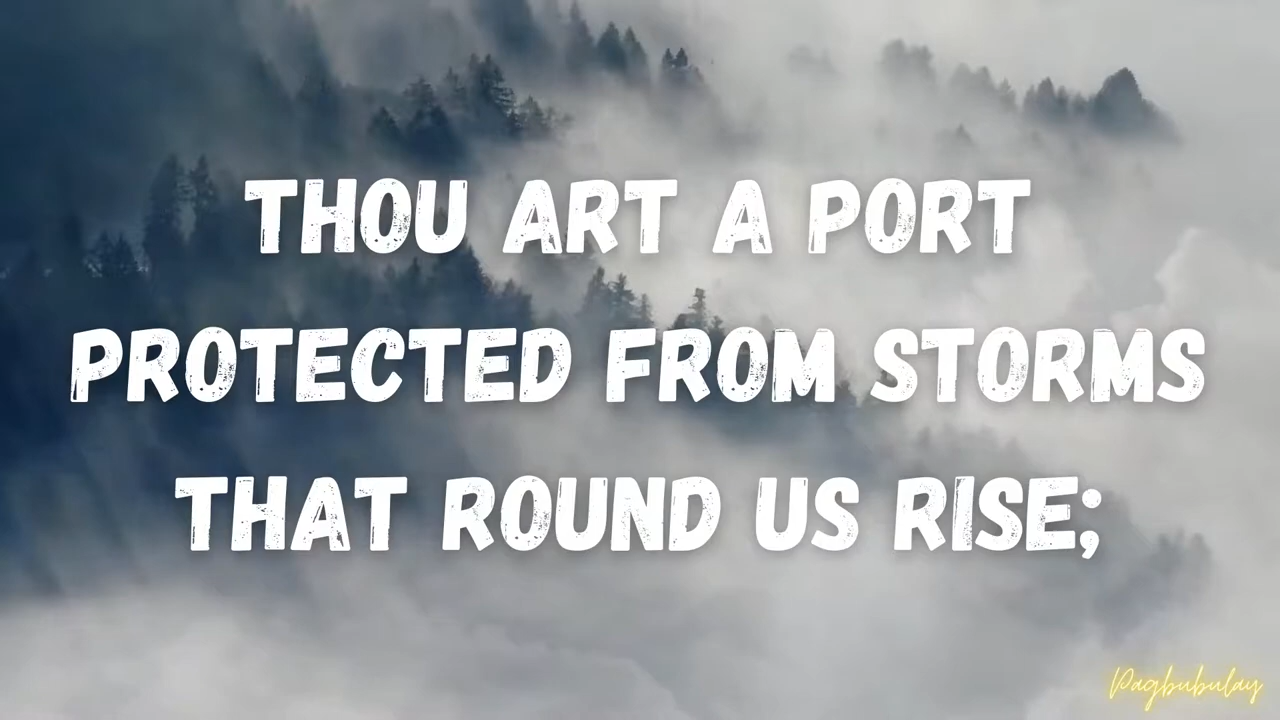 THOU ART A PORT
PROTECTED FROM STORMS
THAT ROUND US RISE;
Pagbubulay